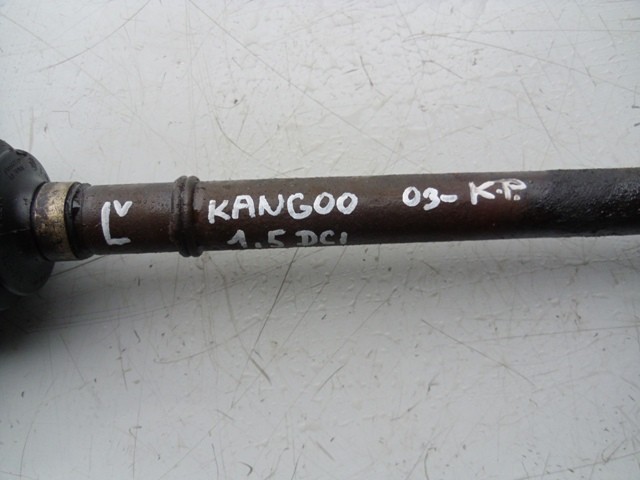 Lv KANGOO 03- K.P.
1.5 DCi